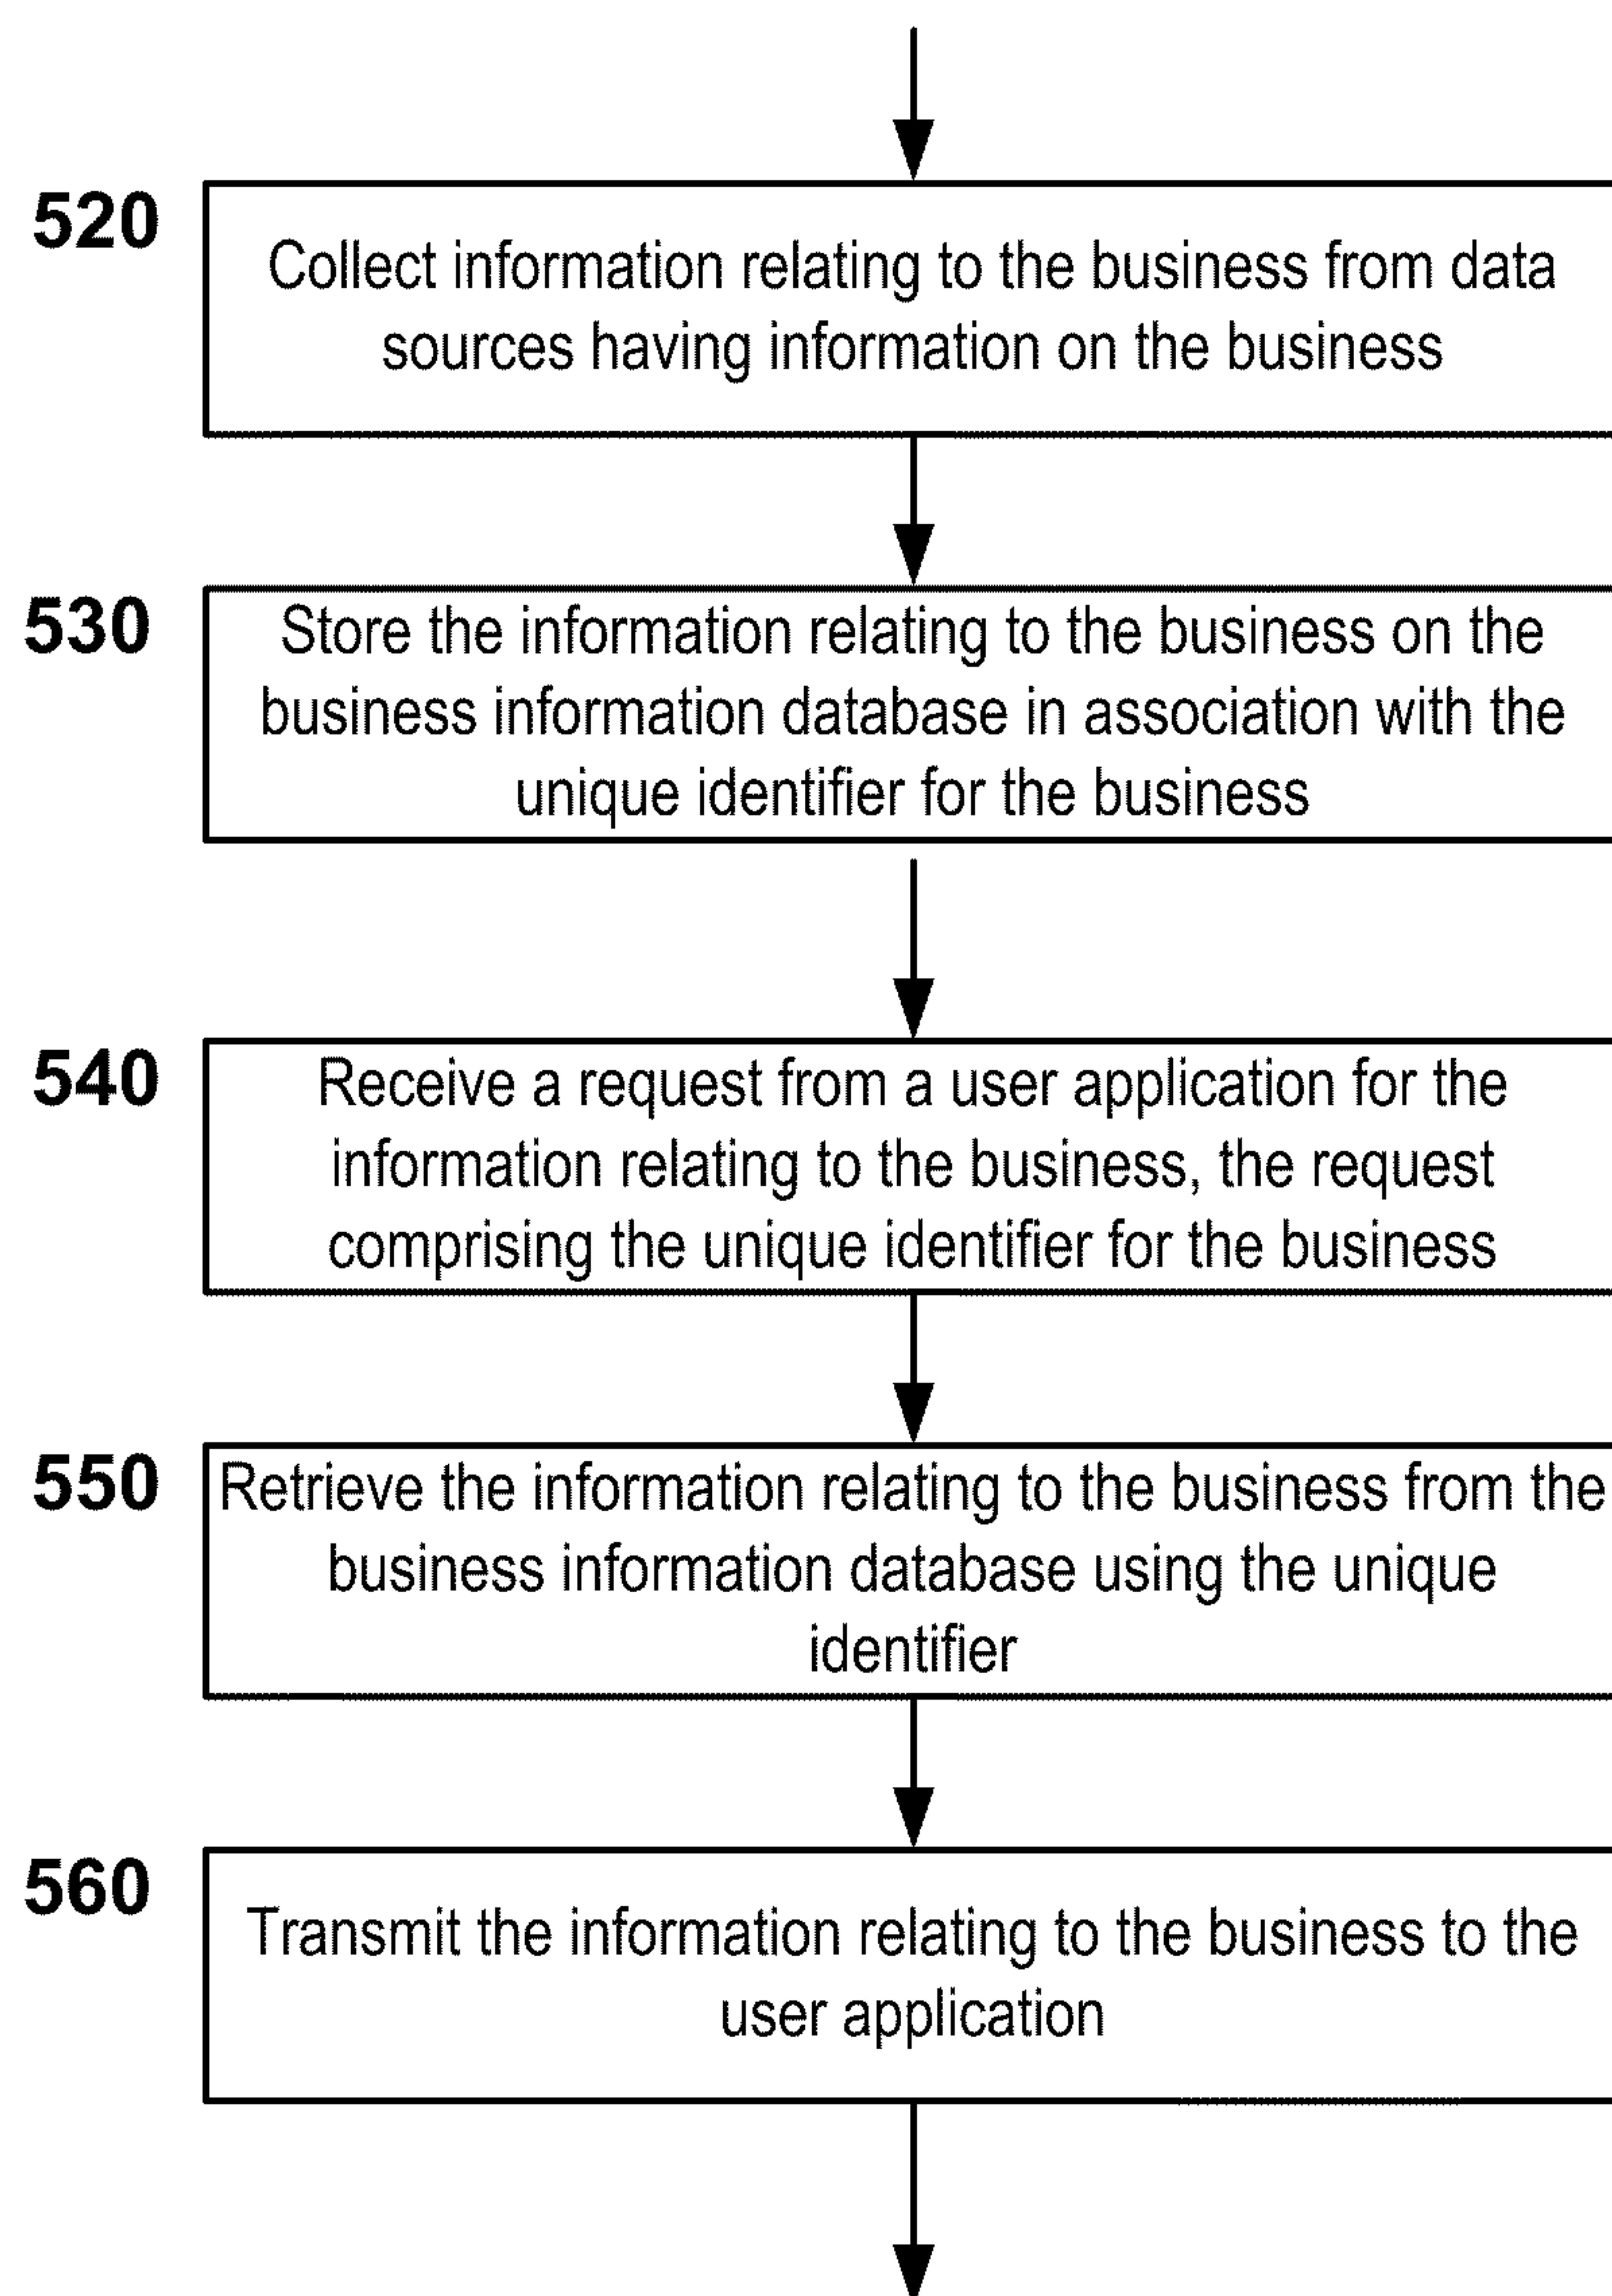 520
Collect information relating to the business from data
sources having information on the business
530
Store the information relating to the business on the
business information database in association with the
unique identifier for the business
540
Receive a request from a user application for the
information relating to the business, the request
comprising the unique identifier for the business
550
Retrieve the information relating to the business from the
business information database using the unique
identifier
560
Transmit the information relating to the business to the
user application